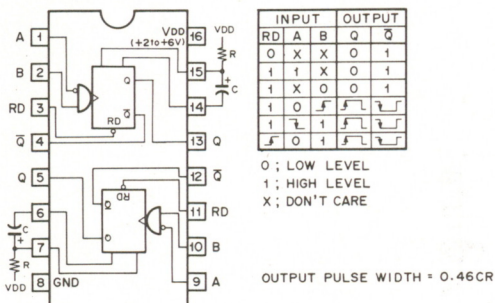 A 1
B 2
RD 3
Q̅ 4
Q 5
6
7
8 GND
VDD
(+2 to +6V)
16
15
14
13 Q
12 Q̅
11 RD
10 B
9 A
VDD
R
C
+
Q
Q̅
RD
RD
Q̅
Q
C
+
R
VDD
INPUT OUTPUT
RD A B Q Q̅
0 X X 0 1
1 1 X 0 1
1 X 0 0 1
1 0
1 1
0 1
0 ; LOW LEVEL
1 ; HIGH LEVEL
X ; DON'T CARE
OUTPUT PULSE WIDTH = 0.46CR